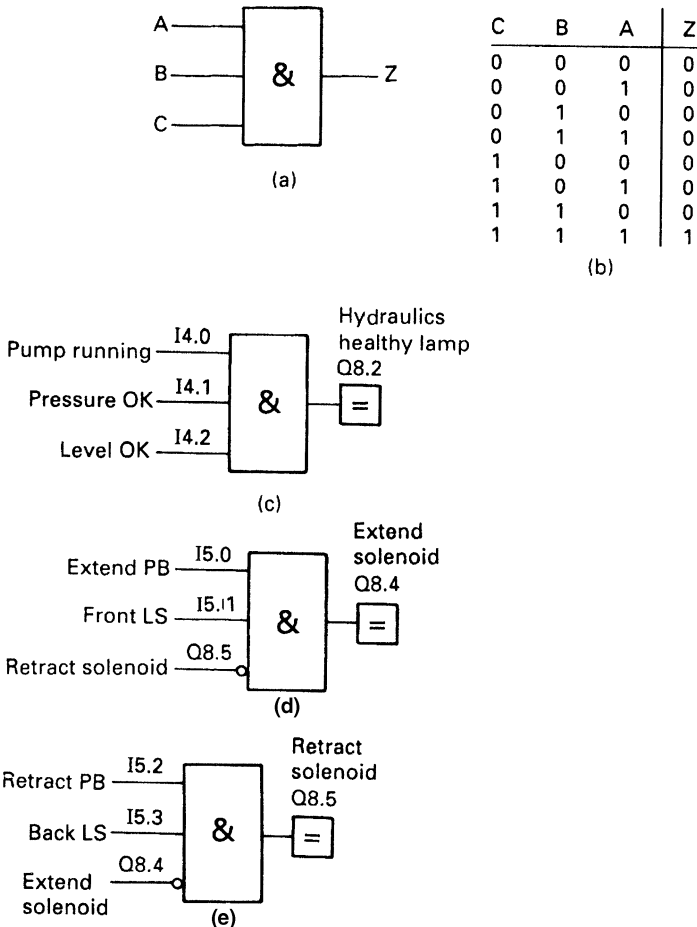 A
B
C
&
Z
(a)
C B A Z
0 0 0 0
0 0 1 0
0 1 0 0
0 1 1 0
1 0 0 0
1 0 1 0
1 1 0 0
1 1 1 1
(b)
Hydraulics
healthy lamp
Q8.2
Pump running I4.0
Pressure OK I4.1
Level OK I4.2
&
=
(c)
Extend
solenoid
Q8.4
Extend PB I5.0
Front LS I5.1
Retract solenoid Q8.5
&
=
(d)
Retract
solenoid
Q8.5
Retract PB I5.2
Back LS I5.3
Extend
solenoid
Q8.4
&
=
(e)